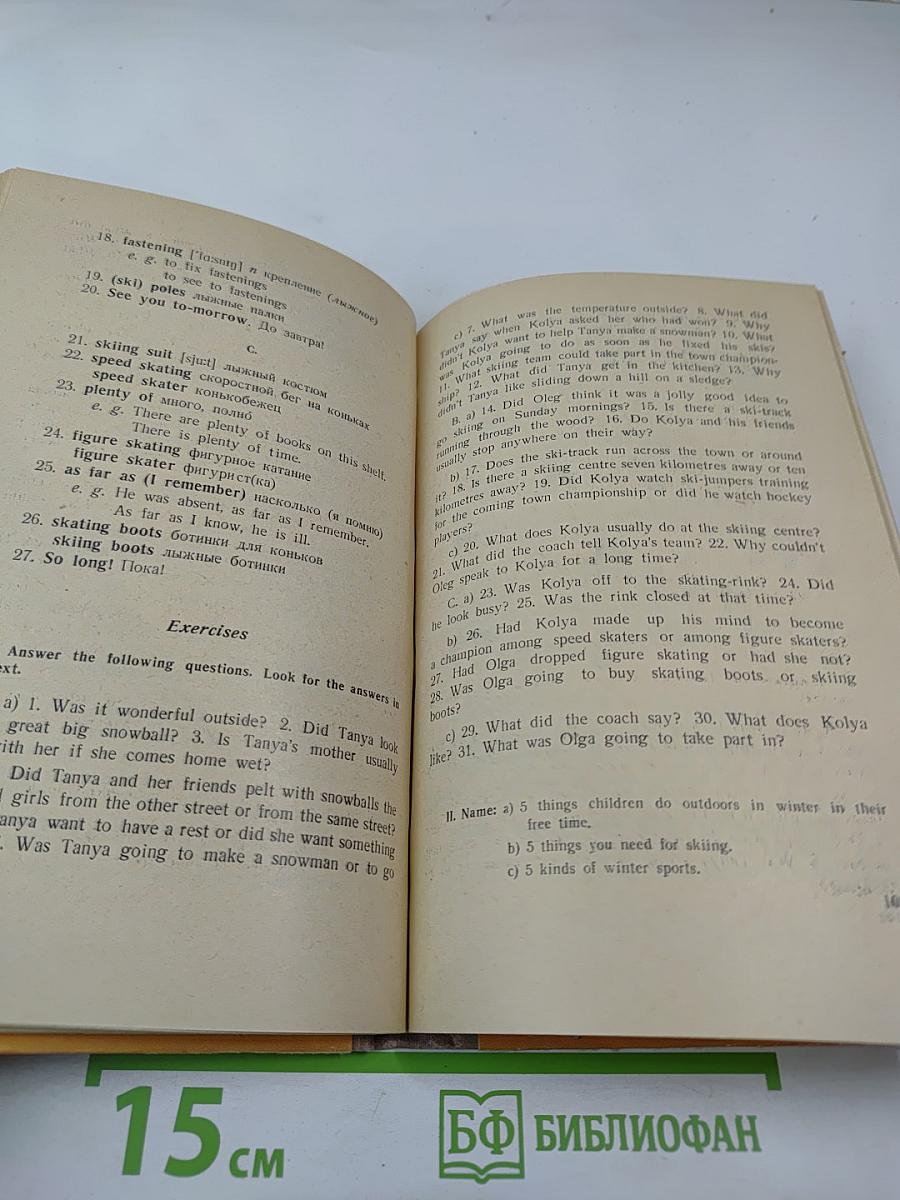 18. fastening ['fɑ:snɪŋ] n крепление (лыжное)
e. g. to fix fastenings
to see to fastenings
19. (ski) poles лыжные палки
20. See you to-morrow. До завтра!
C.
21. skiing suit [sju:t] лыжный костюм
22. speed skating скоростной бег на коньках
speed skater конькобежец
23. plenty of много, полно́
e. g. There are plenty of books on this shelf.
There is plenty of time.
24. figure skating фигурное катание
figure skater фигурист(ка)
25. as far as (I remember) насколько (я помню)
e. g. He was absent, as far as I remember.
As far as I know, he is ill.
26. skating boots ботинки для коньков
skiing boots лыжные ботинки
27. So long! Пока!
Exercises
Answer the following questions. Look for the answers in
ext.
a) 1. Was it wonderful outside? 2. Did Tanya look
great big snowball? 3. Is Tanya's mother usually
ith her if she comes home wet?
Did Tanya and her friends pelt with snowballs the
girls from the other street or from the same street?
anya want to have a rest or did she want something
. Was Tanya going to make a snowman or to go
c) 7. What was the temperature outside? 8. What did
Tanya say when Kolya asked her who had won? 9. Why
didn't Kolya want to help Tanya make a snowman? 10. What
was Kolya going to do as soon as he fixed his skis?
11. What skiing team could take part in the town champion-
ship? 12. What did Tanya get in the kitchen? 13. Why
didn't Tanya like sliding down a hill on a sledge?
B. a) 14. Did Oleg think it was a jolly good idea to
go skiing on Sunday mornings? 15. Is there a ski-track
running through the wood? 16. Do Kolya and his friends
usually stop anywhere on their way?
b) 17. Does the ski-track run across the town or around
it? 18. Is there a skiing centre seven kilometres away or ten
kilometres away? 19. Did Kolya watch ski-jumpers training
for the coming town championship or did he watch hockey
players?
c) 20. What does Kolya usually do at the skiing centre?
21. What did the coach tell Kolya's team? 22. Why couldn't
Oleg speak to Kolya for a long time?
C. a) 23. Was Kolya off to the skating-rink? 24. Did
he look busy? 25. Was the rink closed at that time?
b) 26. Had Kolya made up his mind to become
a champion among speed skaters or among figure skaters?
27. Had Olga dropped figure skating or had she not?
28. Was Olga going to buy skating boots or skiing
boots?
c) 29. What did the coach say? 30. What does Kolya
like? 31. What was Olga going to take part in?
II. Name: a) 5 things children do outdoors in winter in their
free time.
b) 5 things you need for skiing.
c) 5 kinds of winter sports.
15 см
БФ БИБЛИОФАН